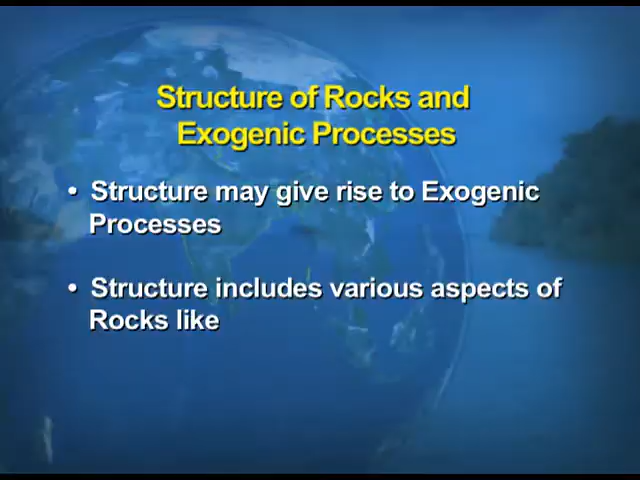 Structure of Rocks and
Exogenic Processes
• Structure may give rise to Exogenic
Processes
• Structure includes various aspects of
Rocks like